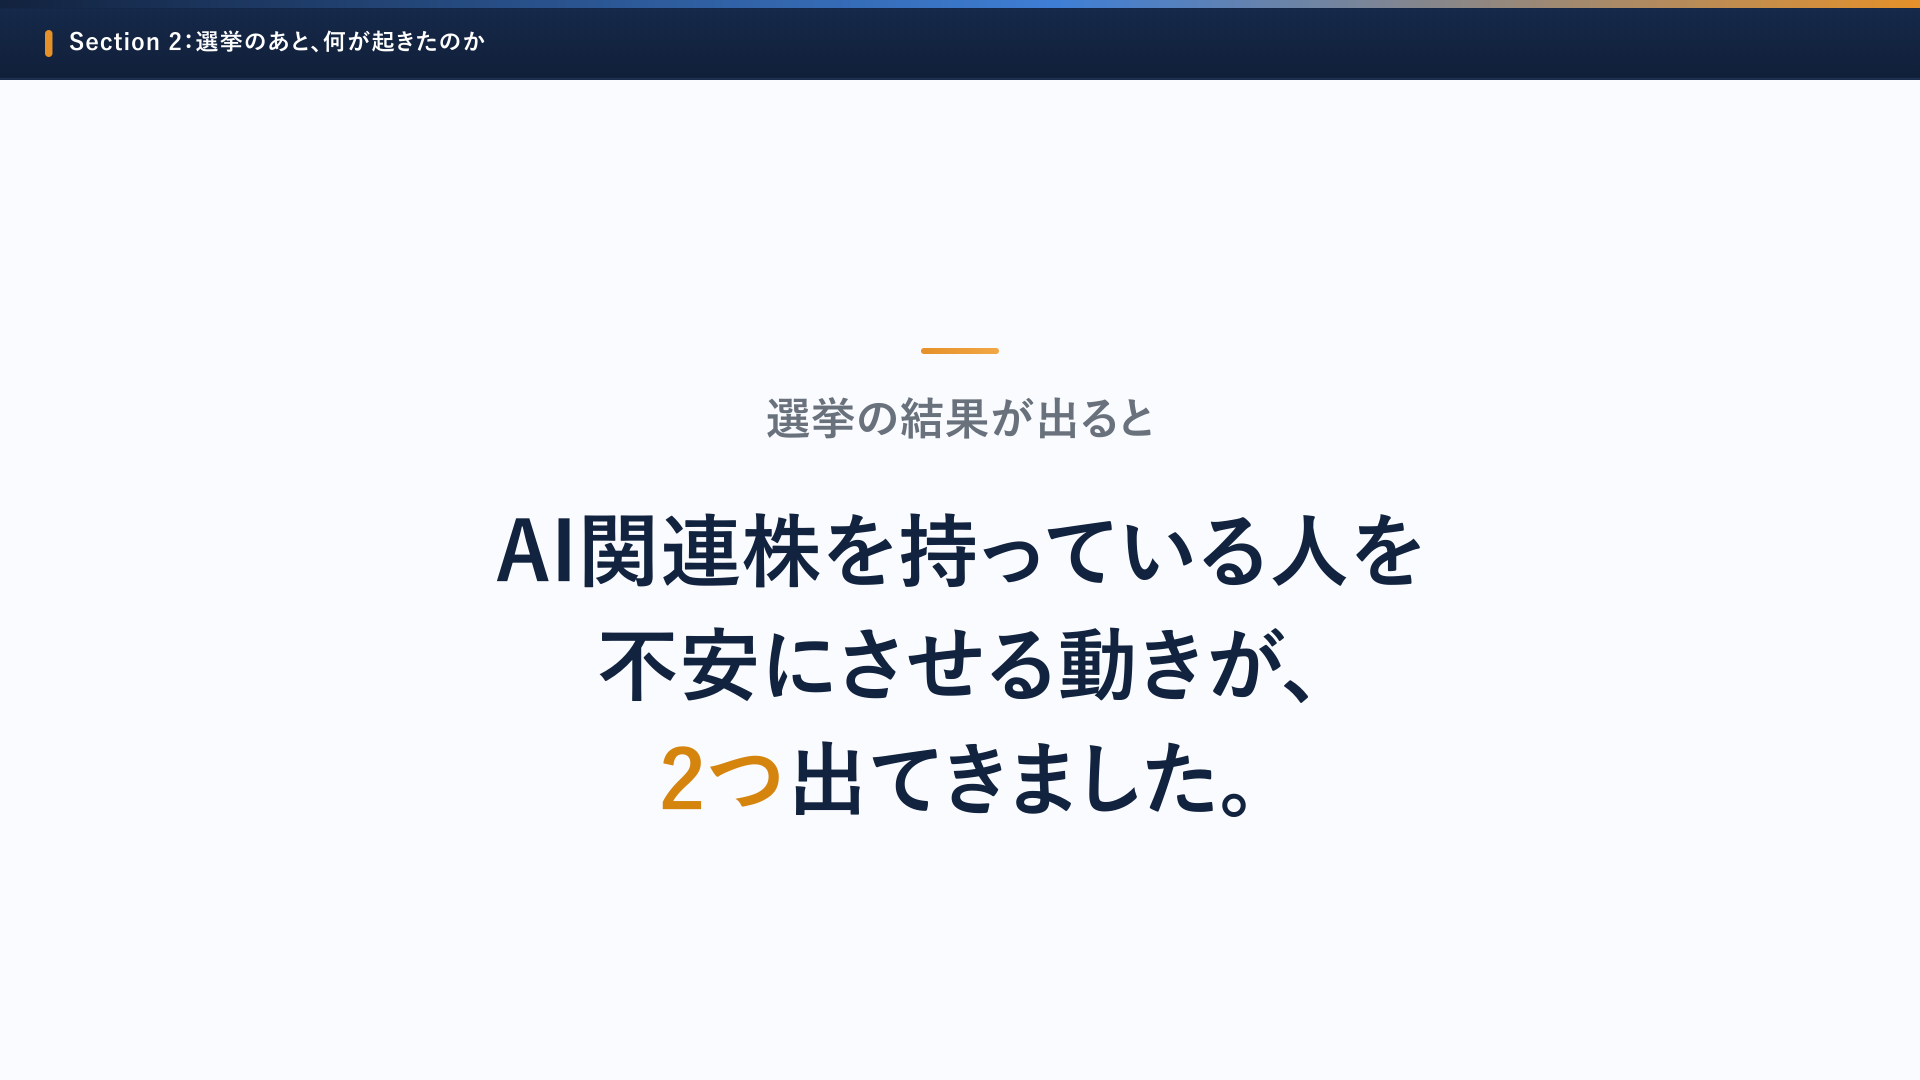 Section 2：選挙のあと、何が起きたのか
選挙の結果が出ると
AI関連株を持っている人を
不安にさせる動きが、
2つ出てきました。